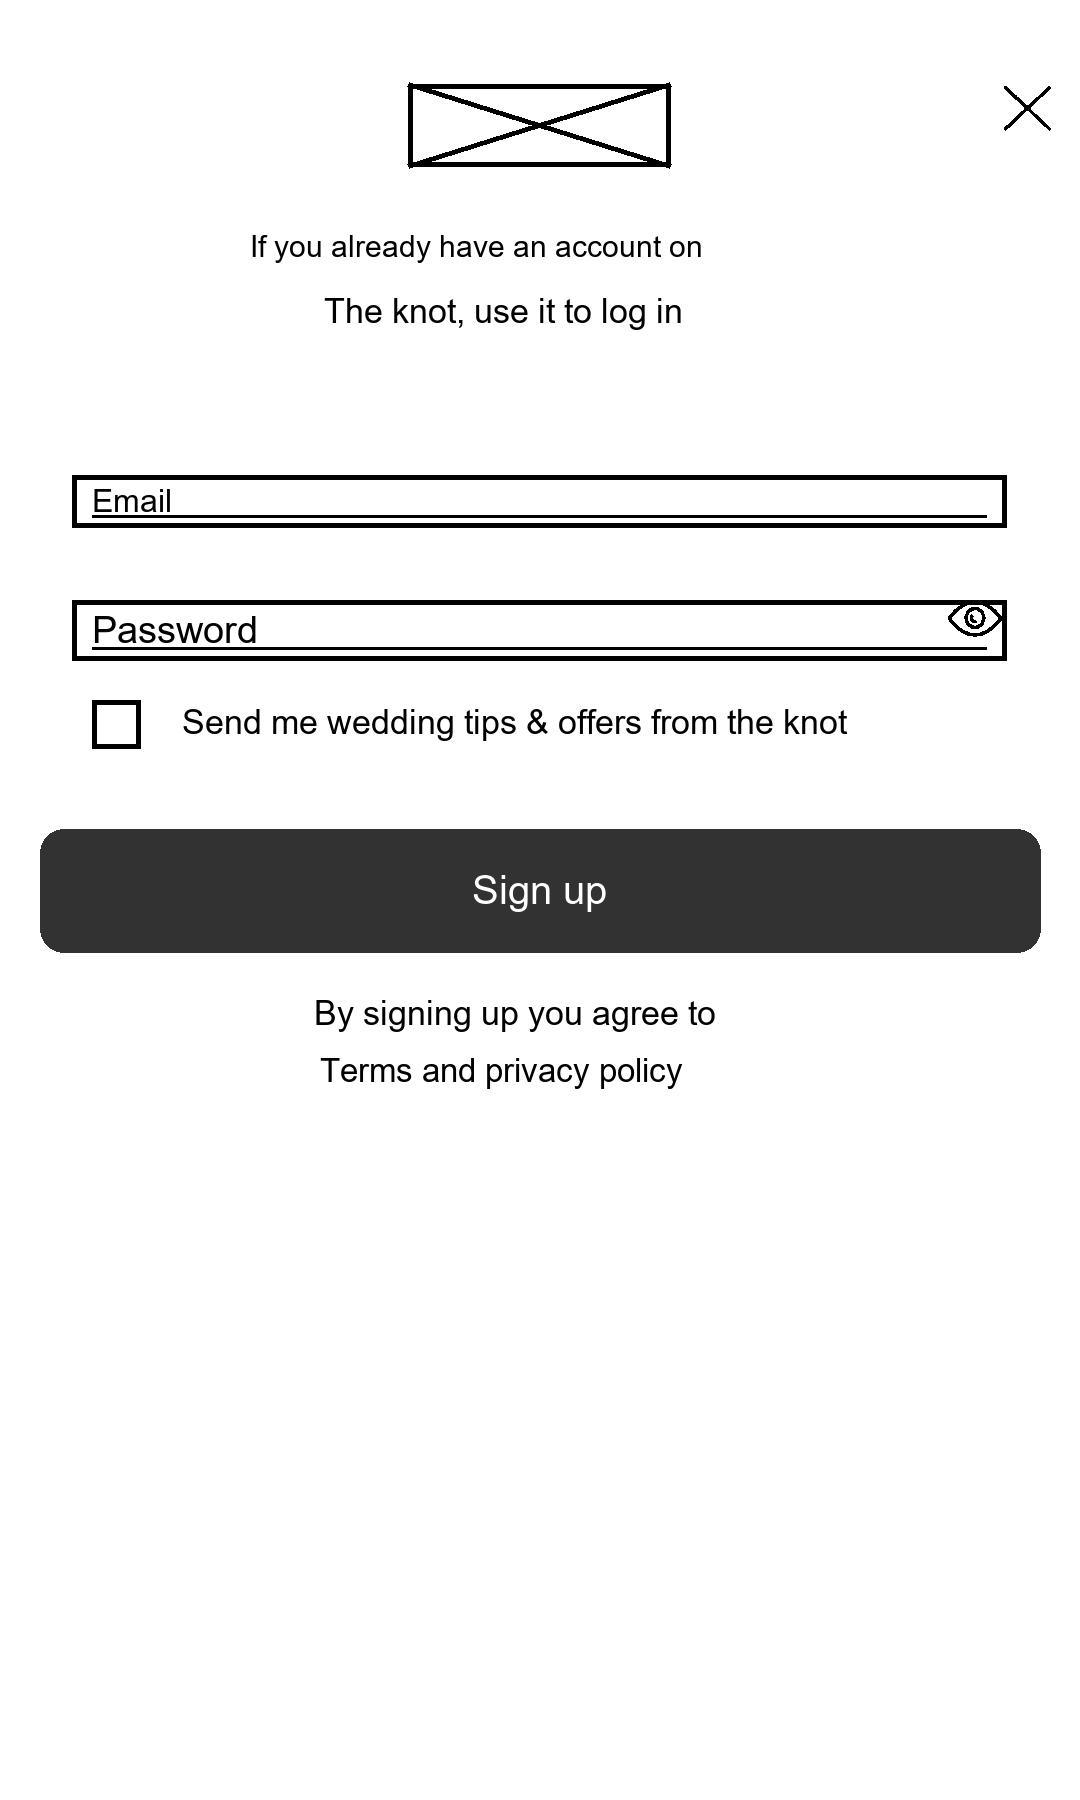 If you already have an account on
The knot, use it to log in
Email
Password
Send me wedding tips & offers from the knot
Sign up
By signing up you agree to
Terms and privacy policy